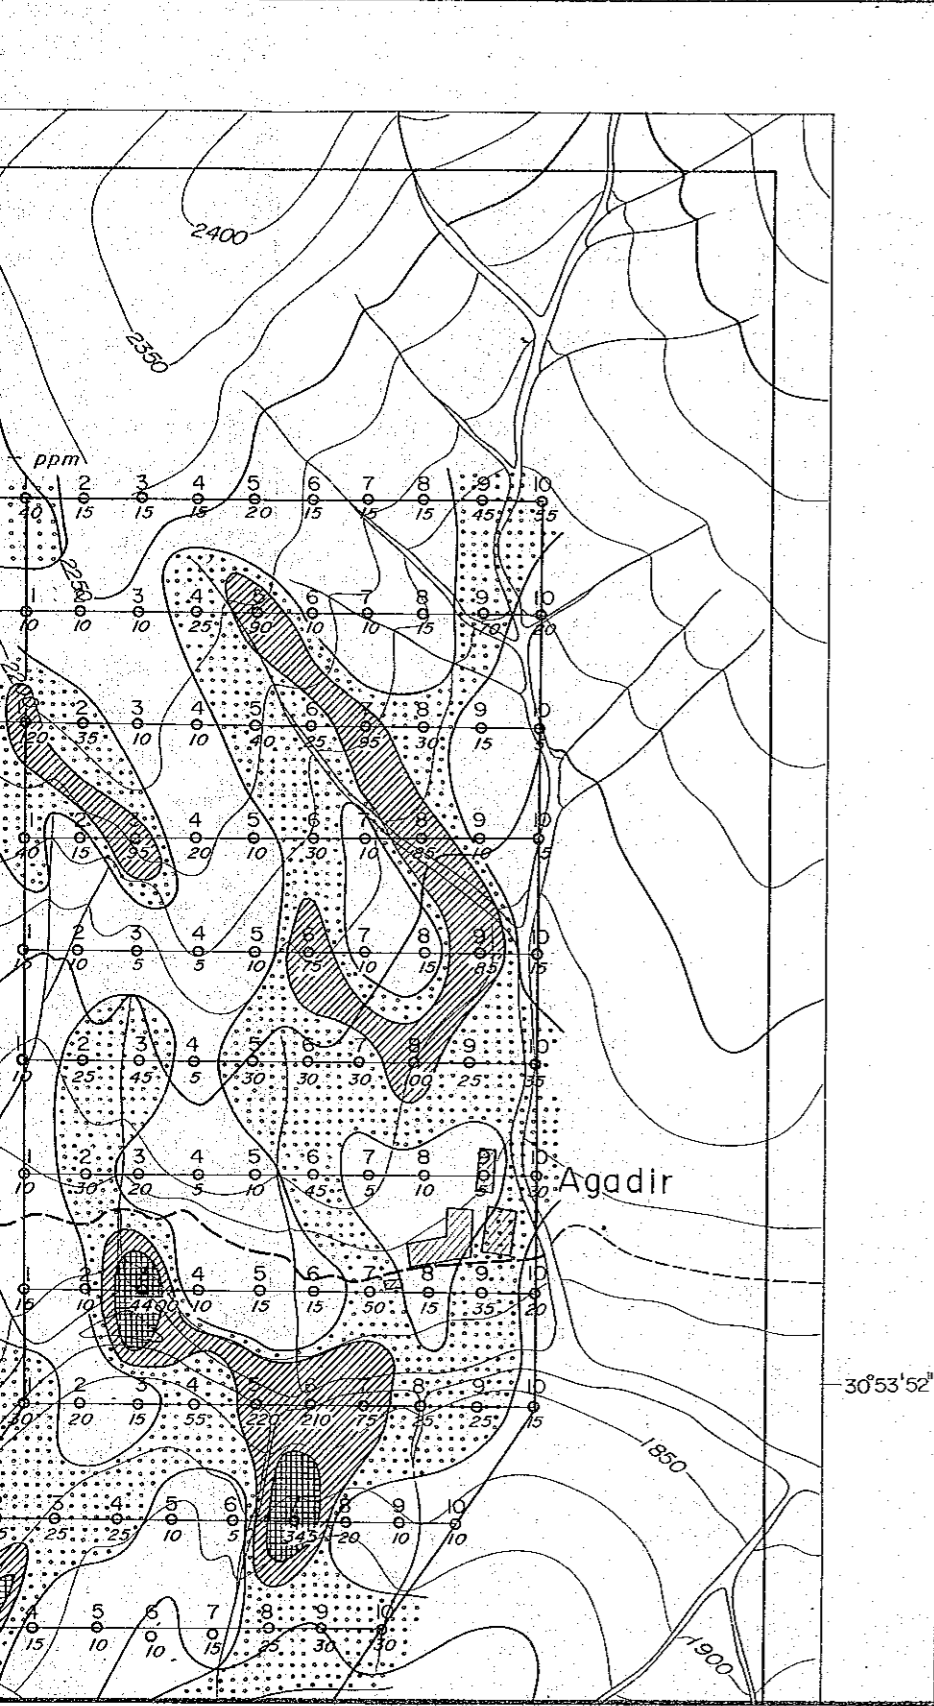 2400
2350
ppm
1 2 3 4 5 6 7 8 9 10
40 15 15 15 20 15 15 15 45 55
2250
1 2 3 4 5 6 7 8 9 10
10 10 10 25 90 10 10 15 70 20
2 3 4 5 6 7 8 9 10
35 10 10 40 25 95 30 15 5
1 2 4 5 6 7 8 9 10
40 15 95 20 10 30 10 85 10 5
1 2 3 4 5 6 7 8 9 10
15 10 5 5 10 75 10 15 85 15
1 2 3 4 5 6 7 8 9 10
10 25 45 5 30 30 30 25 35
1 2 3 4 5 6 7 8 9 10
10 30 20 5 10 45 5 10 5 30
Agadir
1 2 4 5 6 7 8 9 10
15 10 4400 10 15 15 50 15 35 20
1 2 3 4 5 6 7 8 9 10
30 20 15 55 220 210 75 25 25 15
30°53'52"
1850
3 4 5 6 7 8 9 10
25 25 10 5 345 20 10 10
4 5 6 7 8 9 10
15 10 10 15 25 30 30
1900